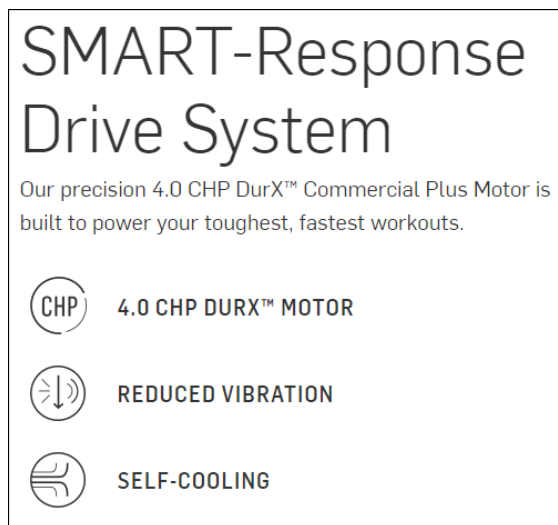 SMART-Response
Drive System
Our precision 4.0 CHP DurX™ Commercial Plus Motor is
built to power your toughest, fastest workouts.
CHP
4.0 CHP DURX™ MOTOR
REDUCED VIBRATION
SELF-COOLING